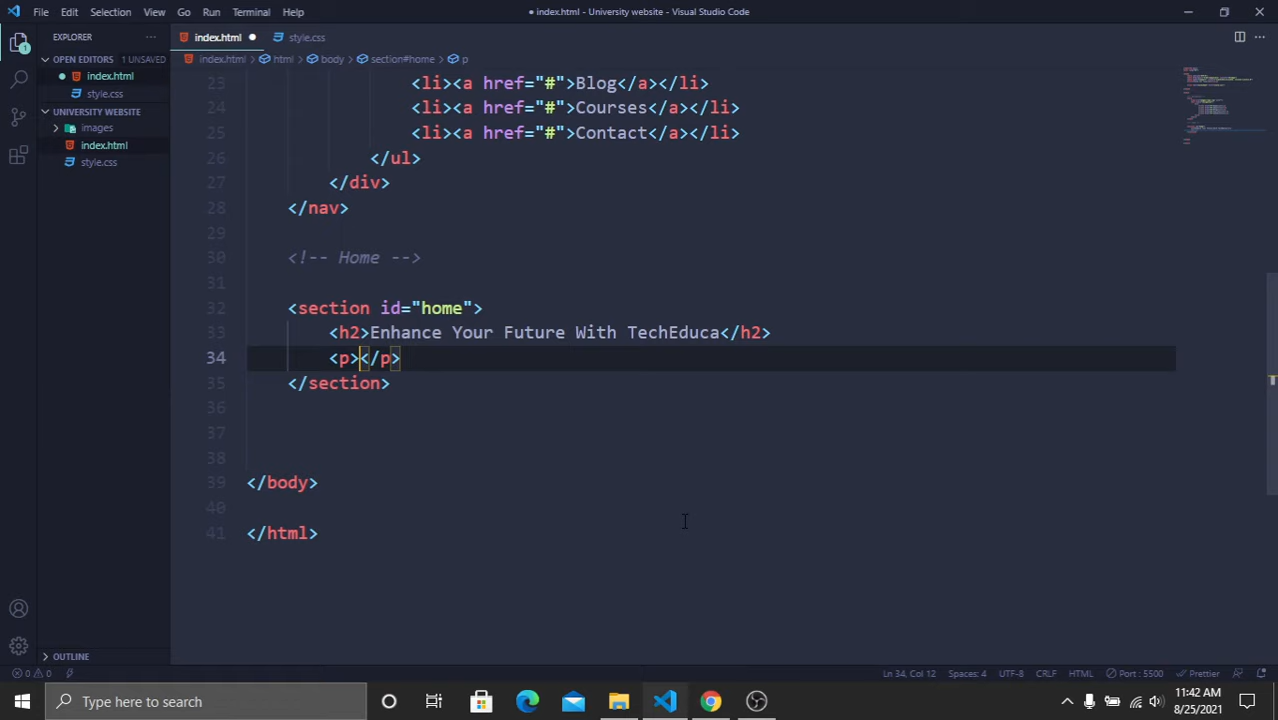 File Edit Selection View Go Run Terminal Help
● index.html - University website - Visual Studio Code
EXPLORER ...
index.html ●
style.css
OPEN EDITORS 1 UNSAVED
index.html > html > body > section#home > p
● index.html
style.css
UNIVERSITY WEBSITE
images
index.html
style.css
23 <li><a href="#">Blog</a></li>
24 <li><a href="#">Courses</a></li>
25 <li><a href="#">Contact</a></li>
26 </ul>
27 </div>
28 </nav>
29
30 <!-- Home -->
31
32 <section id="home">
33 <h2>Enhance Your Future With TechEduca</h2>
34 <p></p>
35 </section>
36
37
38
39 </body>
40
41 </html>
1
OUTLINE
0 0
Ln 34, Col 12 Spaces: 4 UTF-8 CRLF HTML Port : 5500 Prettier
Type here to search
11:42 AM
8/25/2021